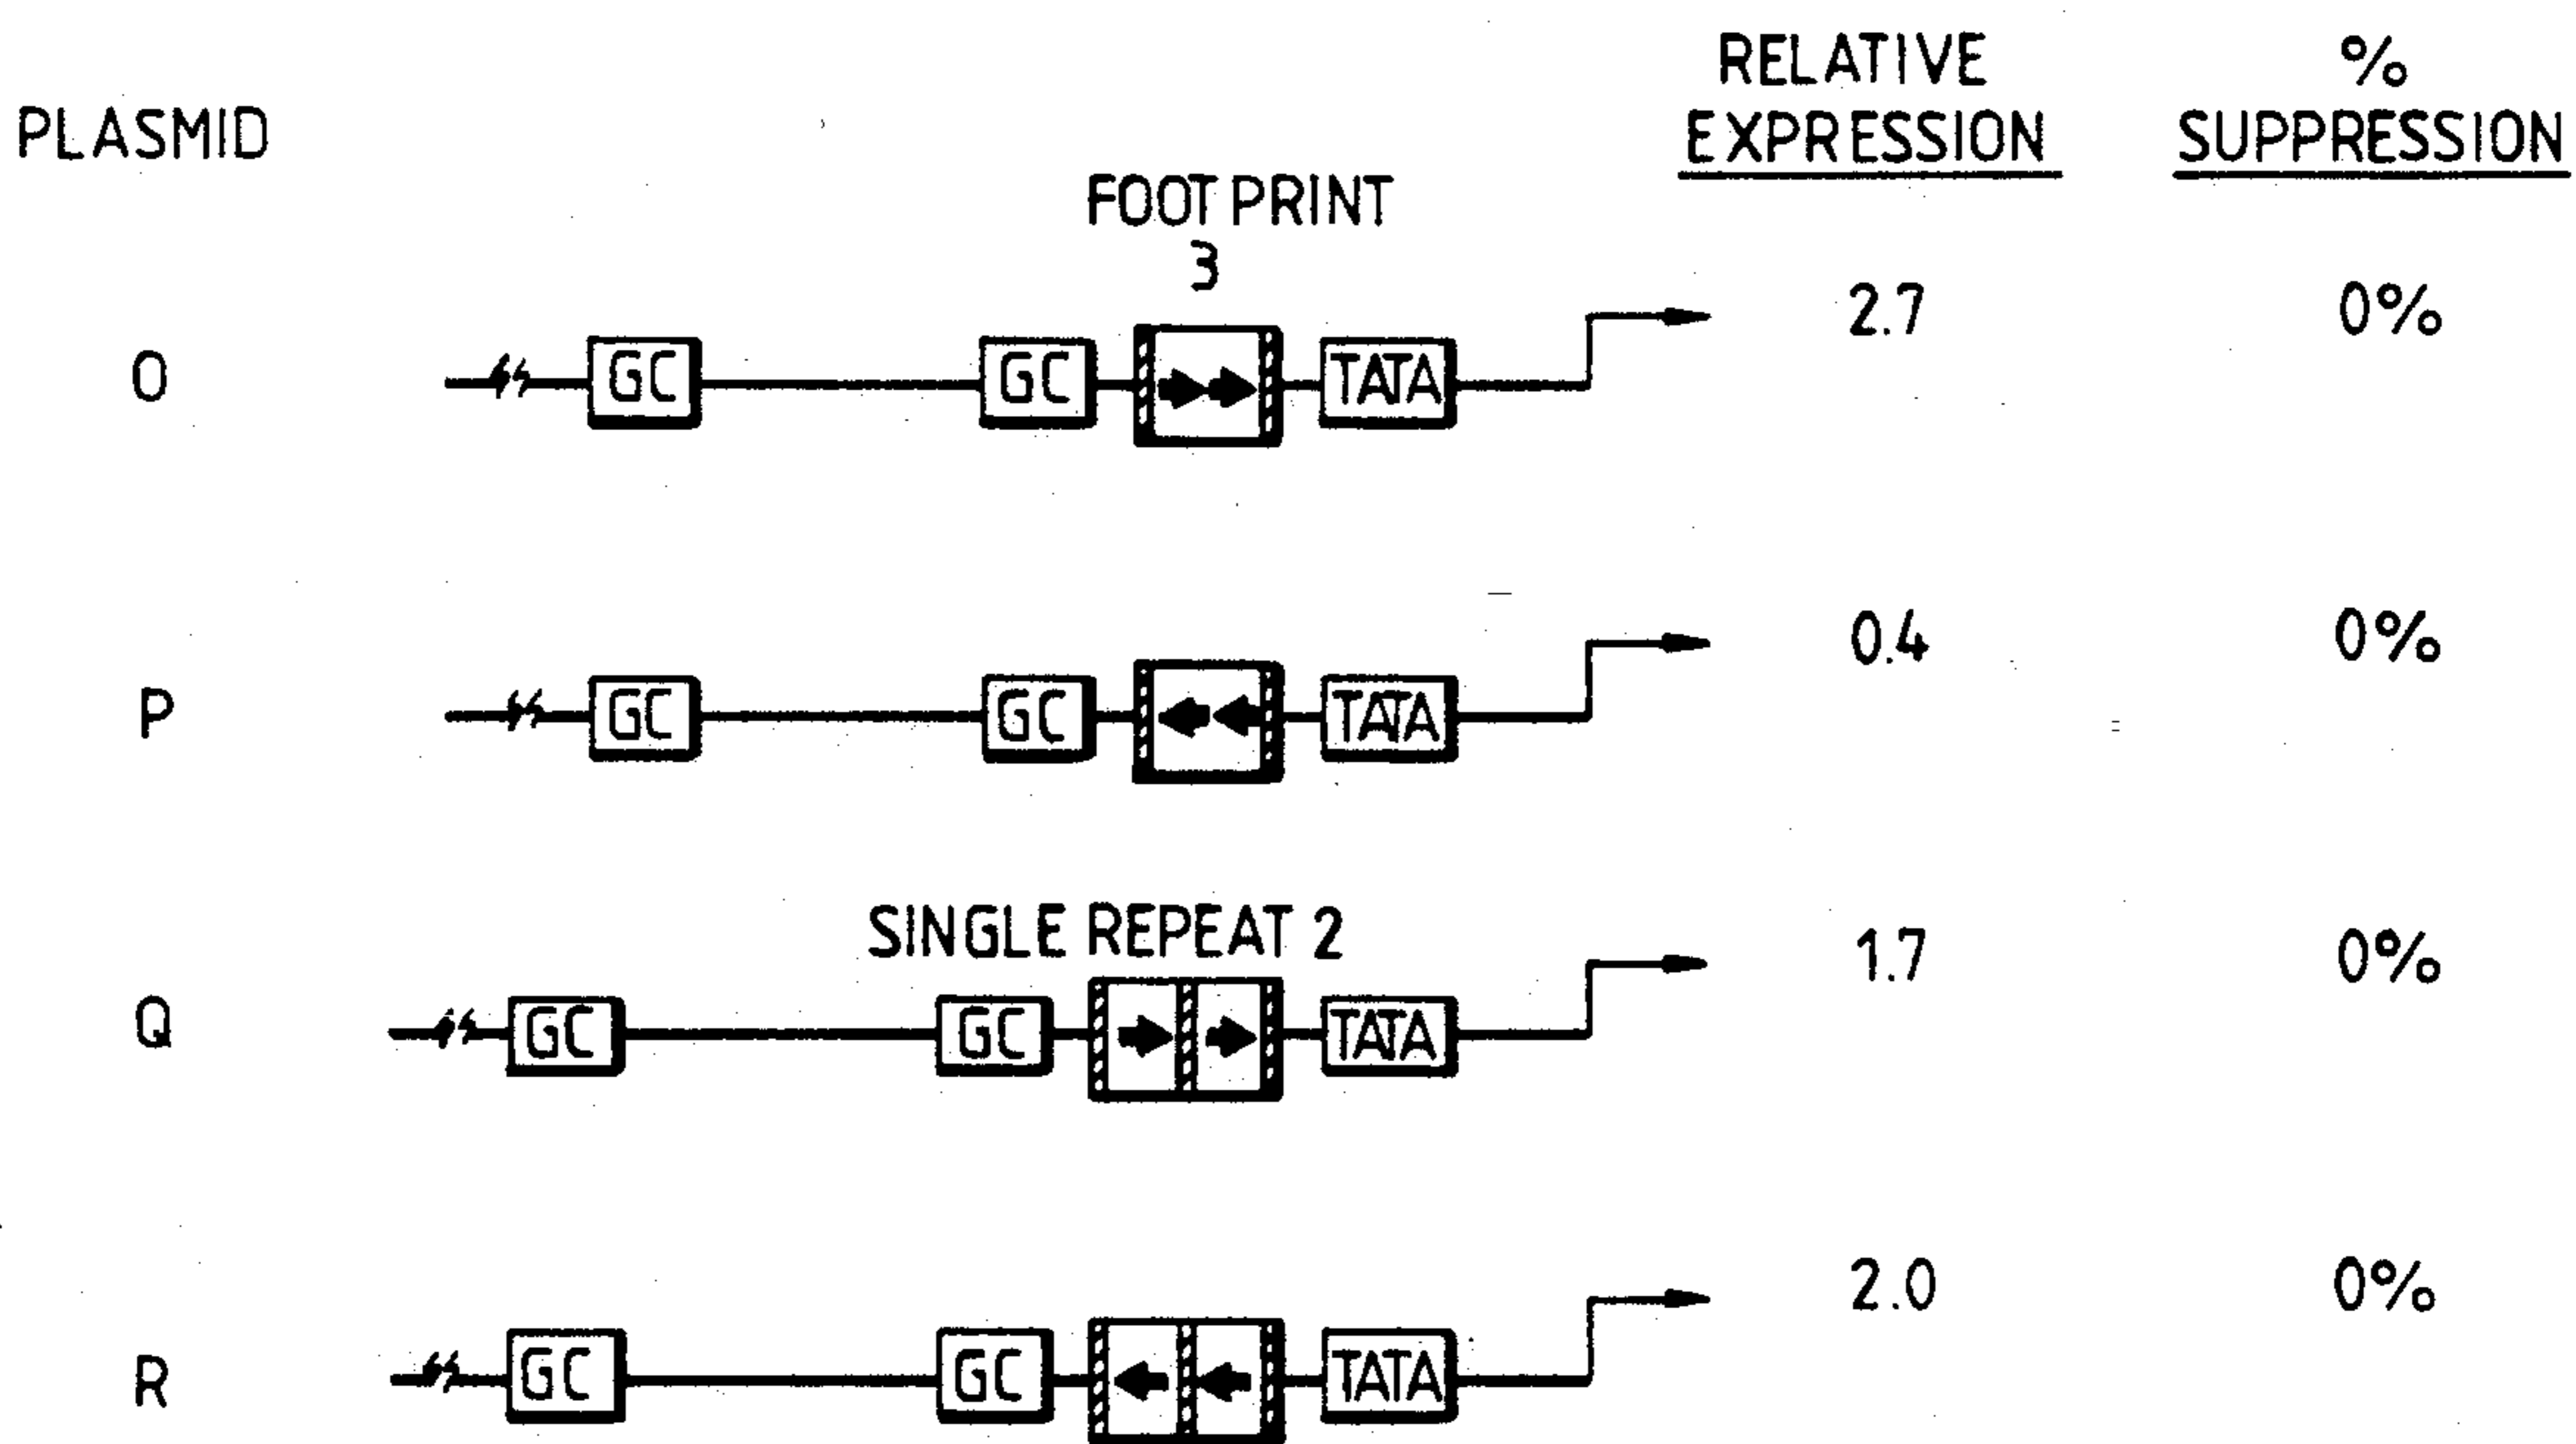 PLASMID
RELATIVE EXPRESSION
% SUPPRESSION
FOOT PRINT
3
O
GC
GC
TATA
2.7
0%
P
GC
GC
TATA
0.4
0%
SINGLE REPEAT 2
Q
GC
GC
TATA
1.7
0%
R
GC
GC
TATA
2.0
0%